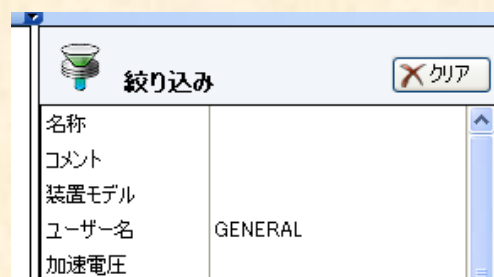 絞り込み
クリア
名称
コメント
装置モデル
ユーザー名 GENERAL
加速電圧